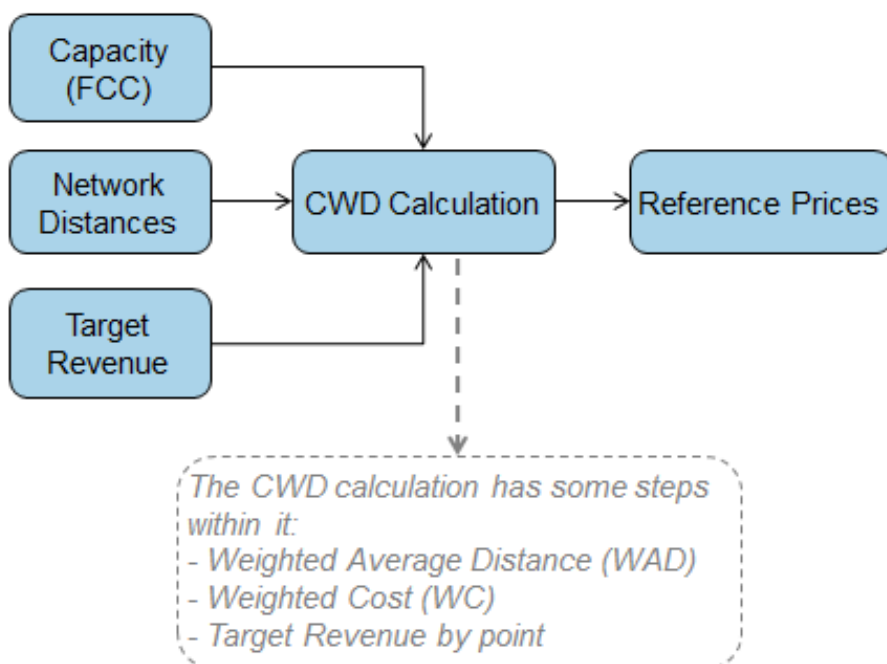 Capacity
(FCC)
Network
Distances
CWD Calculation
Reference Prices
Target
Revenue
The CWD calculation has some steps
within it:
- Weighted Average Distance (WAD)
- Weighted Cost (WC)
- Target Revenue by point